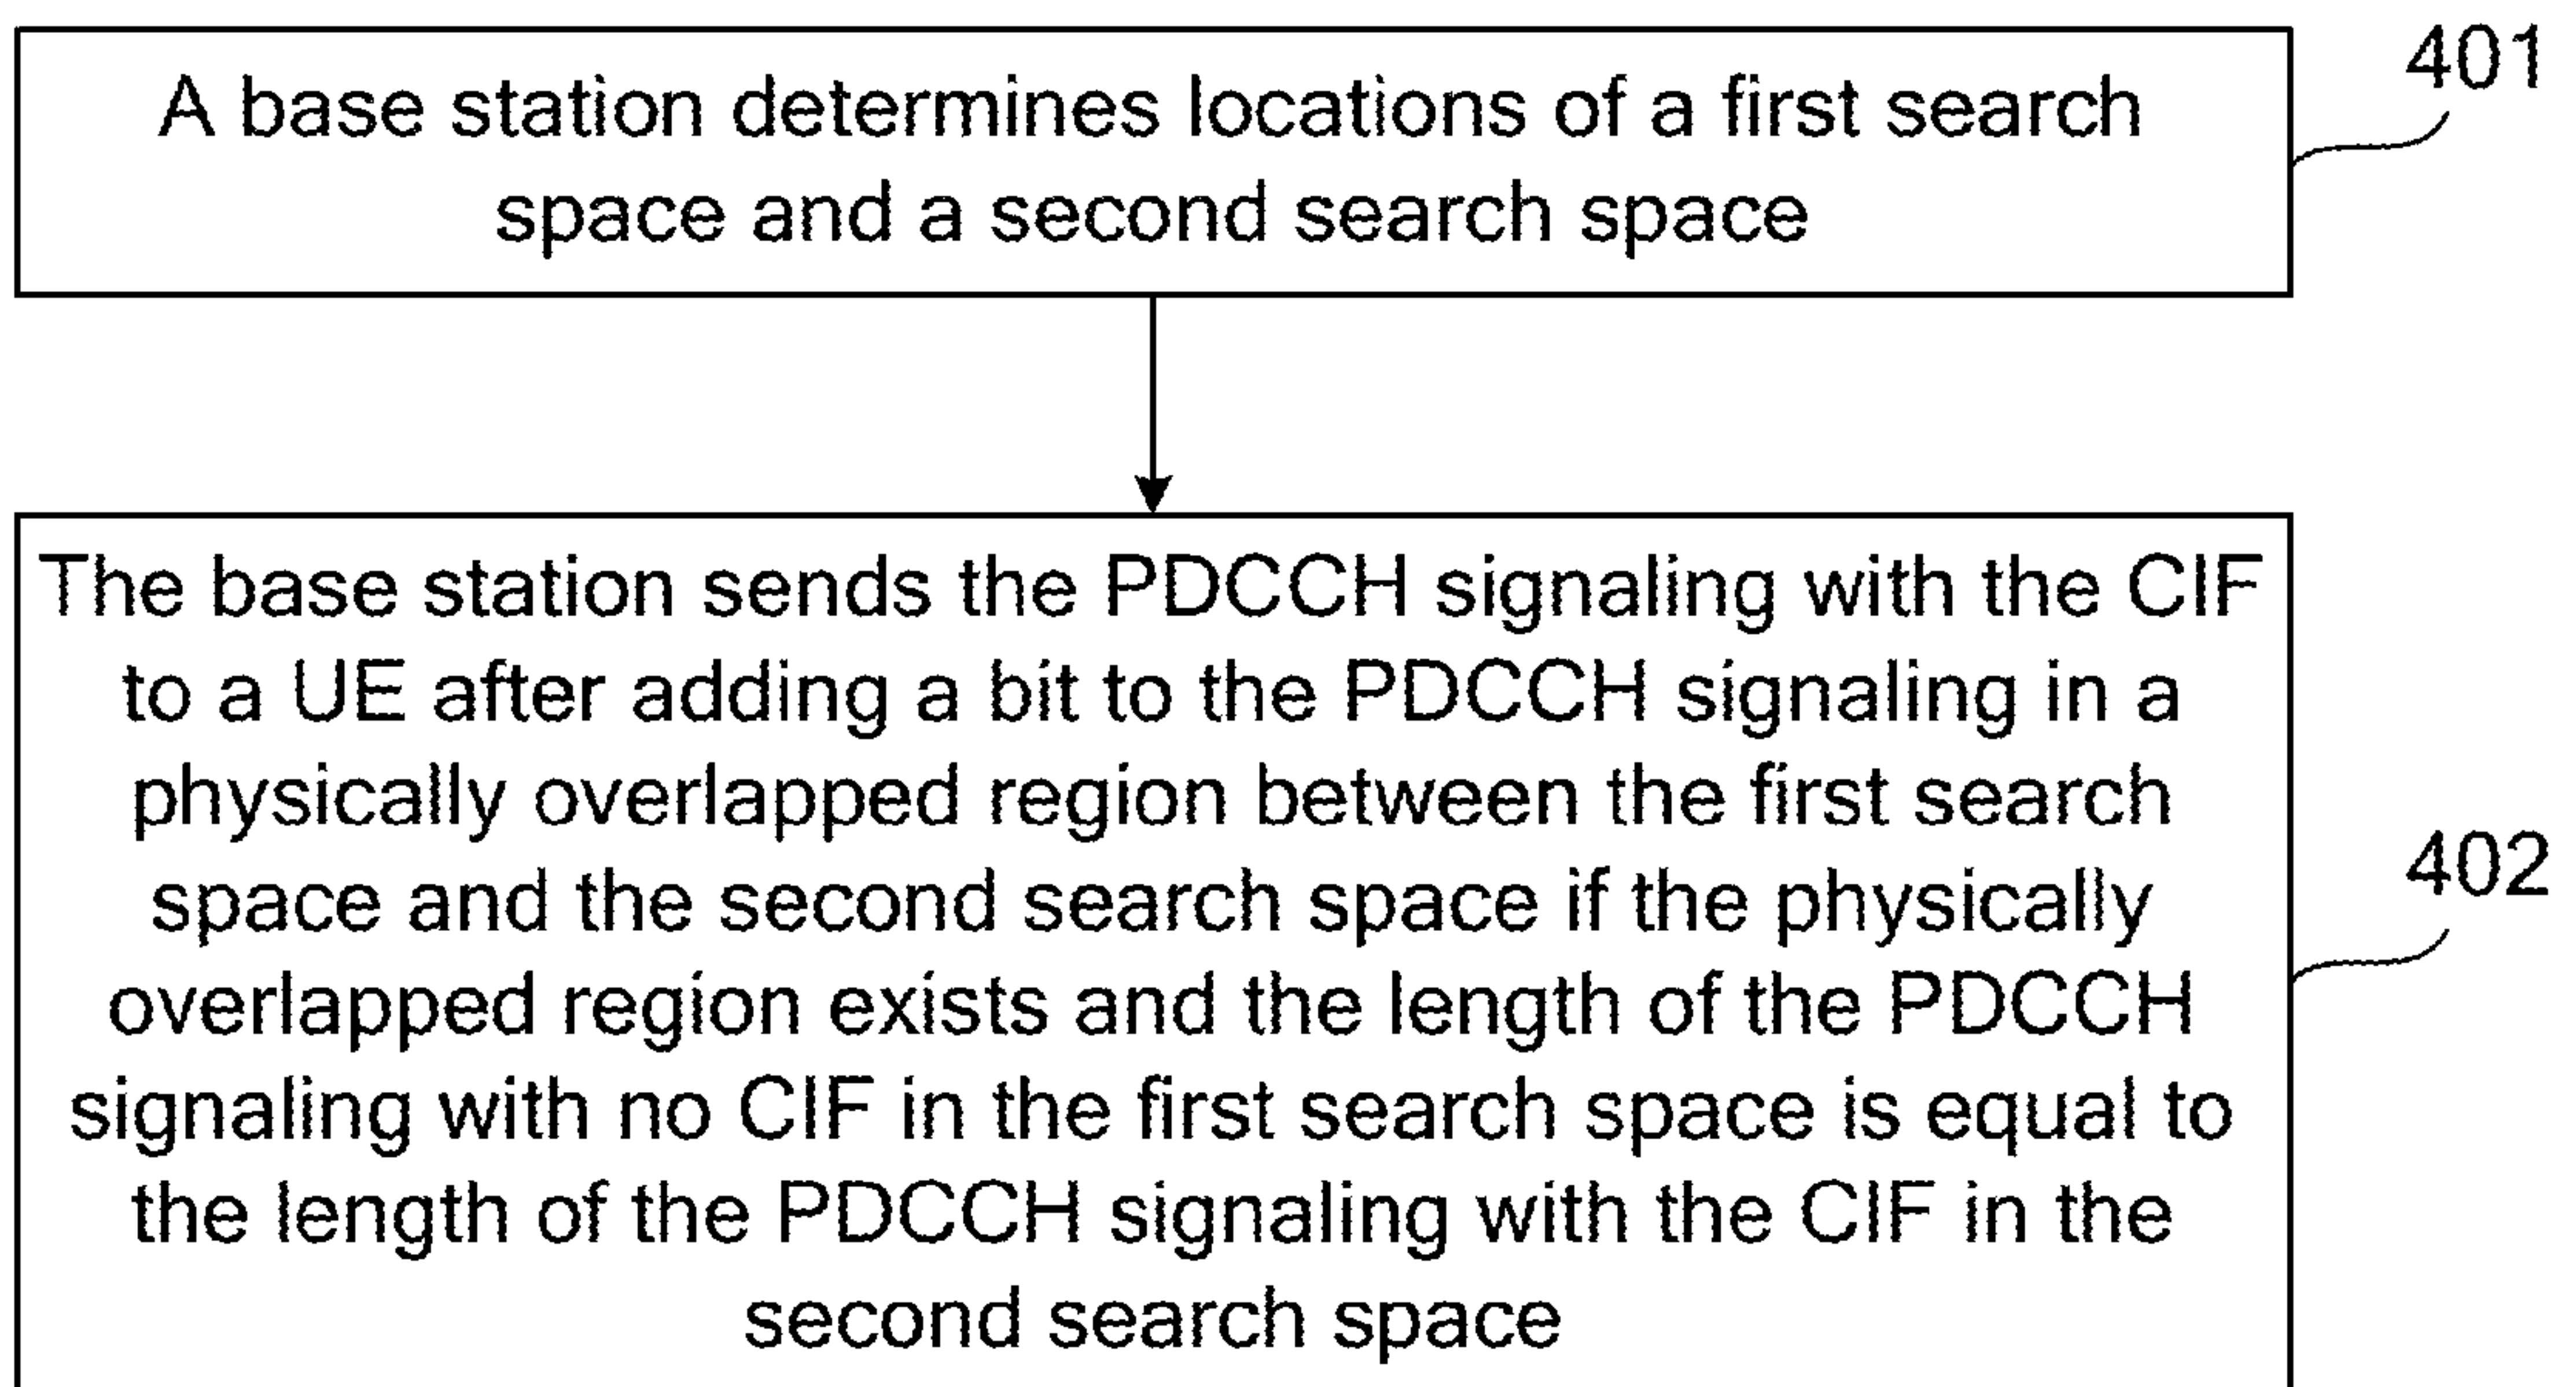 A base station determines locations of a first search
space and a second search space
401
The base station sends the PDCCH signaling with the CIF
to a UE after adding a bit to the PDCCH signaling in a
physically overlapped region between the first search
space and the second search space if the physically
overlapped region exists and the length of the PDCCH
signaling with no CIF in the first search space is equal to
the length of the PDCCH signaling with the CIF in the
second search space
402